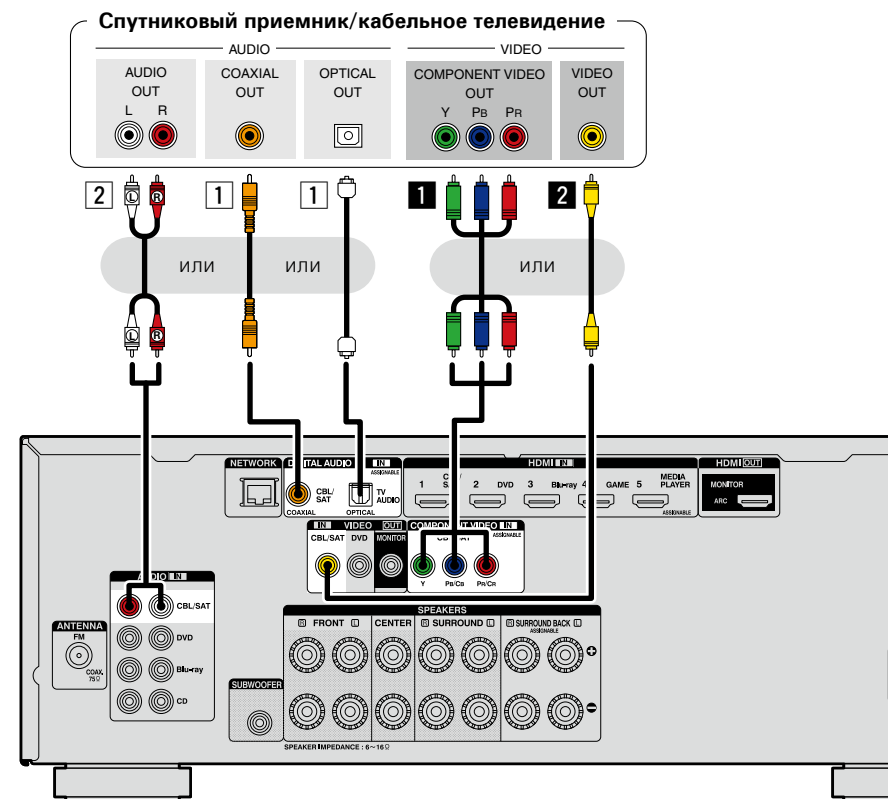 Спутниковый приемник/кабельное телевидение
AUDIO
VIDEO
AUDIO OUT
L R
COAXIAL OUT
OPTICAL OUT
COMPONENT VIDEO OUT
Y PB PR
VIDEO OUT
2
1
1
1
2
L R
ИЛИ
ИЛИ
ИЛИ
L R
NETWORK
DIGITAL AUDIO IN
ASSIGNABLE
CBL/SAT
COAXIAL
TV AUDIO
OPTICAL
HDMI IN
1
2 DVD
3 Blu-ray
4 GAME
5 MEDIA PLAYER
ASSIGNABLE
HDMI OUT
MONITOR
ARC
IN VIDEO OUT
CBL/SAT DVD MONITOR
COMPONENT VIDEO IN
ASSIGNABLE
Y PB/CB PR/CR
AUDIO IN
CBL/SAT
DVD
Blu-ray
CD
ANTENNA
FM
COAX.
75Ω
SUBWOOFER
SPEAKERS
R FRONT L
CENTER
R SURROUND L
R SURROUND BACK L
ASSIGNABLE
SPEAKER IMPEDANCE : 6~16Ω